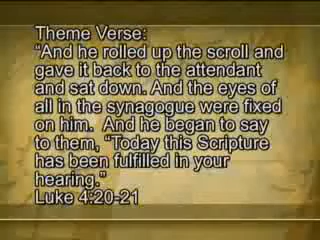 Theme Verse:
"And he rolled up the scroll and
gave it back to the attendant
and sat down. And the eyes of
all in the synagogue were fixed
on him.  And he began to say
to them, "Today this Scripture
has been fulfilled in your
hearing."
Luke 4:20-21